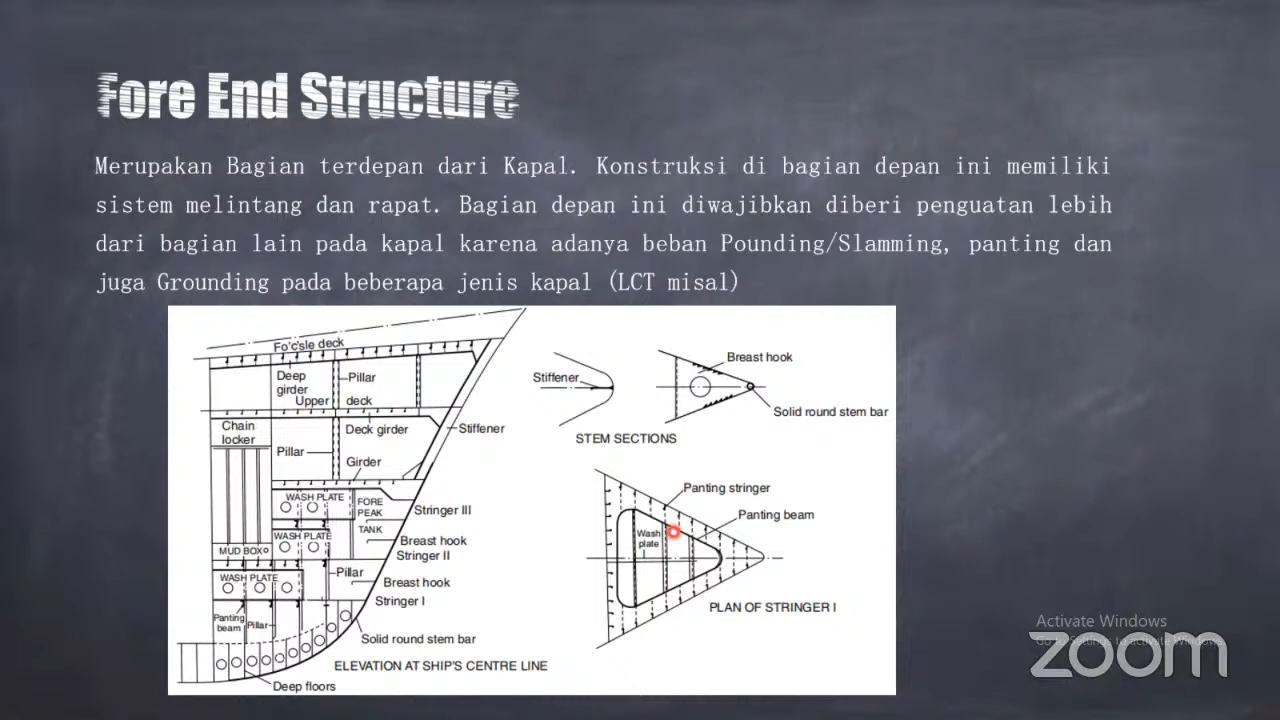 Fore End Structure
Merupakan Bagian terdepan dari Kapal. Konstruksi di bagian depan ini memiliki
sistem melintang dan rapat. Bagian depan ini diwajibkan diberi penguatan lebih
dari bagian lain pada kapal karena adanya beban Pounding/Slamming, panting dan
juga Grounding pada beberapa jenis kapal (LCT misal)
Fo'c'sle deck
Deep
girder
Pillar
Upper deck
Chain
locker
Deck girder
Stiffener
Pillar
Girder
WASH PLATE
FORE
PEAK
TANK
Stringer III
WASH PLATE
Breast hook
MUD BOX
Stringer II
WASH PLATE
Pillar
Breast hook
Stringer I
Panting
beam
Pillar
Solid round stem bar
ELEVATION AT SHIP'S CENTRE LINE
Deep floors
Stiffener
Breast hook
Solid round stem bar
STEM SECTIONS
Panting stringer
Panting beam
Wash
plate
PLAN OF STRINGER I
Activate Windows
Go to Settings to activate Windows.
zoom